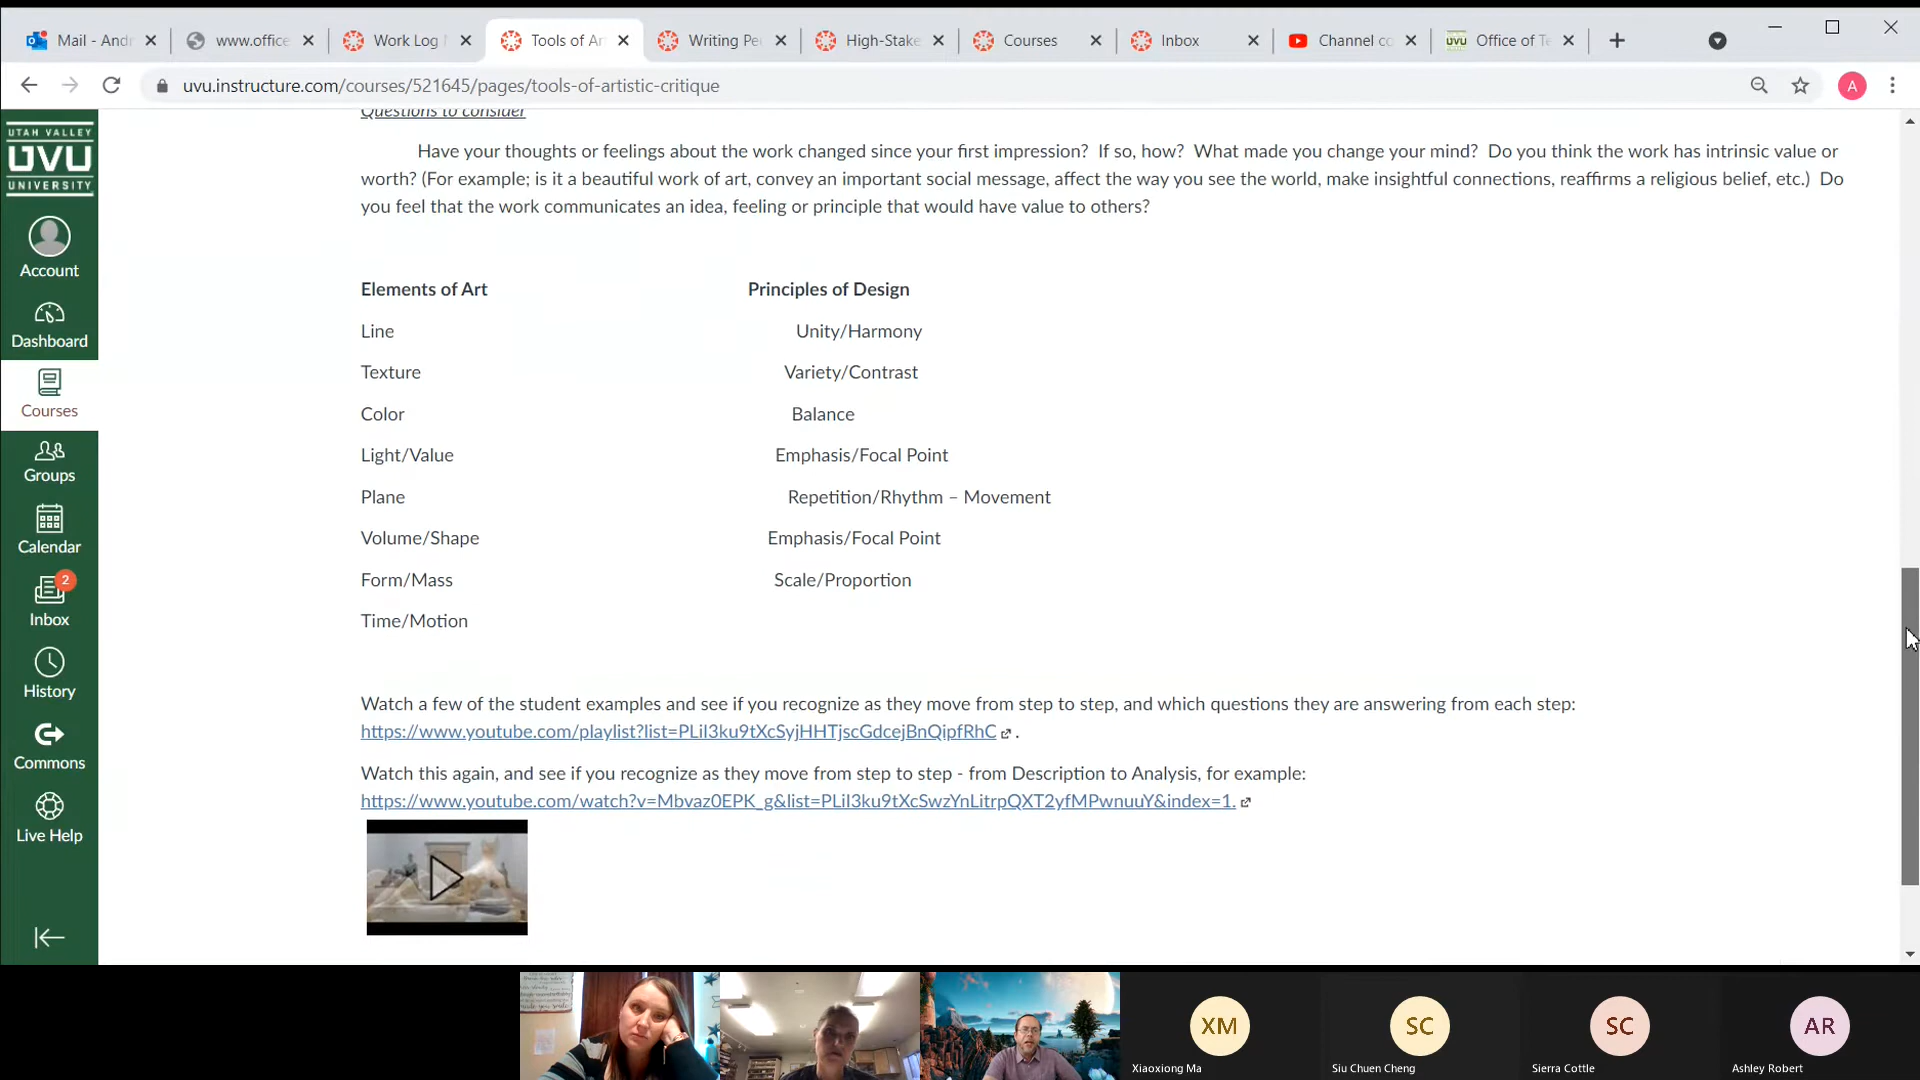 Mail - Andr
www.office
Work Log
Tools of Ar
Writing Pe
High-Stake
Courses
Inbox
Channel co
Office of Te
uvu.instructure.com/courses/521645/pages/tools-of-artistic-critique
A
UTAH VALLEY
UVU
UNIVERSITY
Account
Dashboard
Courses
Groups
Calendar
2
Inbox
History
Commons
Live Help
Questions to consider
Have your thoughts or feelings about the work changed since your first impression? If so, how? What made you change your mind? Do you think the work has intrinsic value or
worth? (For example; is it a beautiful work of art, convey an important social message, affect the way you see the world, make insightful connections, reaffirms a religious belief, etc.) Do
you feel that the work communicates an idea, feeling or principle that would have value to others?
Elements of Art Principles of Design
Line Unity/Harmony
Texture Variety/Contrast
Color Balance
Light/Value Emphasis/Focal Point
Plane Repetition/Rhythm – Movement
Volume/Shape Emphasis/Focal Point
Form/Mass Scale/Proportion
Time/Motion
Watch a few of the student examples and see if you recognize as they move from step to step, and which questions they are answering from each step:
https://www.youtube.com/playlist?list=PLiI3ku9tXcSyjHHTjscGdcejBnQipfRhC .
Watch this again, and see if you recognize as they move from step to step - from Description to Analysis, for example:
https://www.youtube.com/watch?v=Mbvaz0EPK_g&list=PLiI3ku9tXcSwzYnLitrpQXT2yfMPwnuuY&index=1.
XM
Xiaoxiong Ma
SC
Siu Chuen Cheng
SC
Sierra Cottle
AR
Ashley Robert